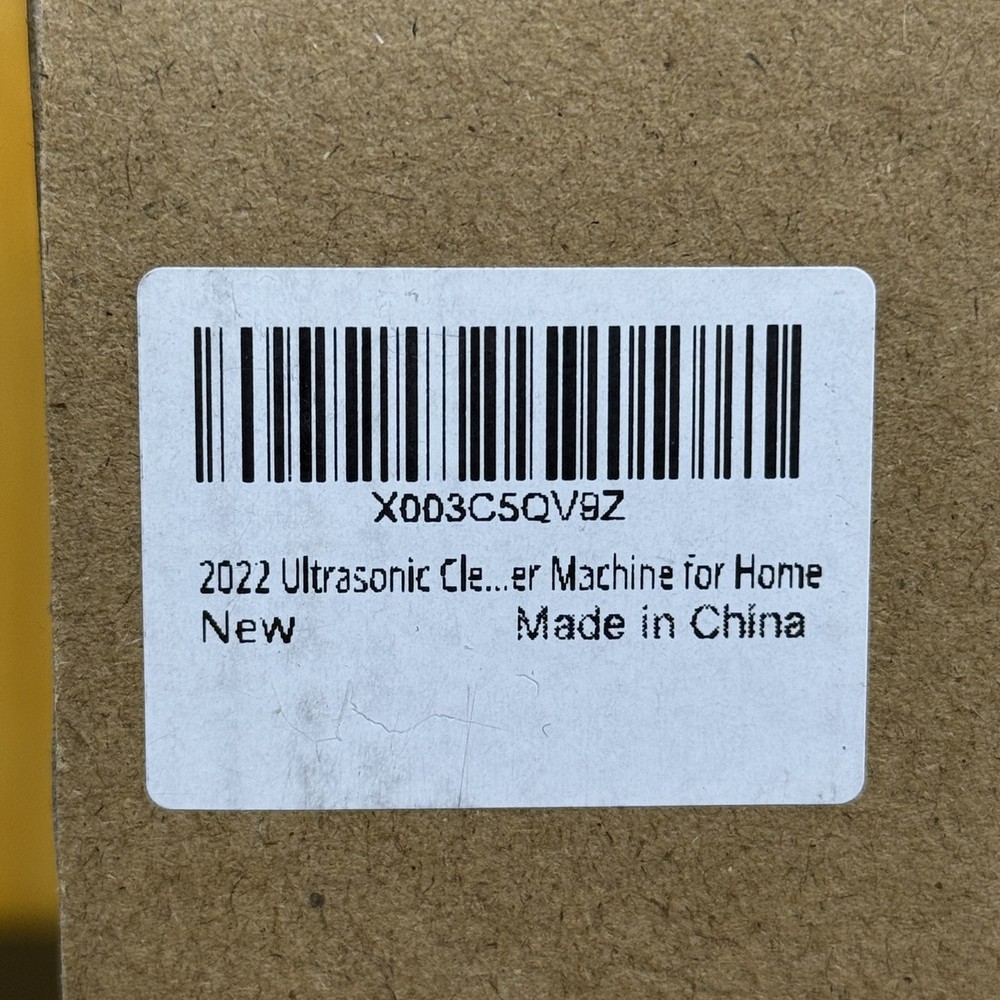 X003C5QV9Z
2022 Ultrasonic Cle...er Machine for Home
New Made in China